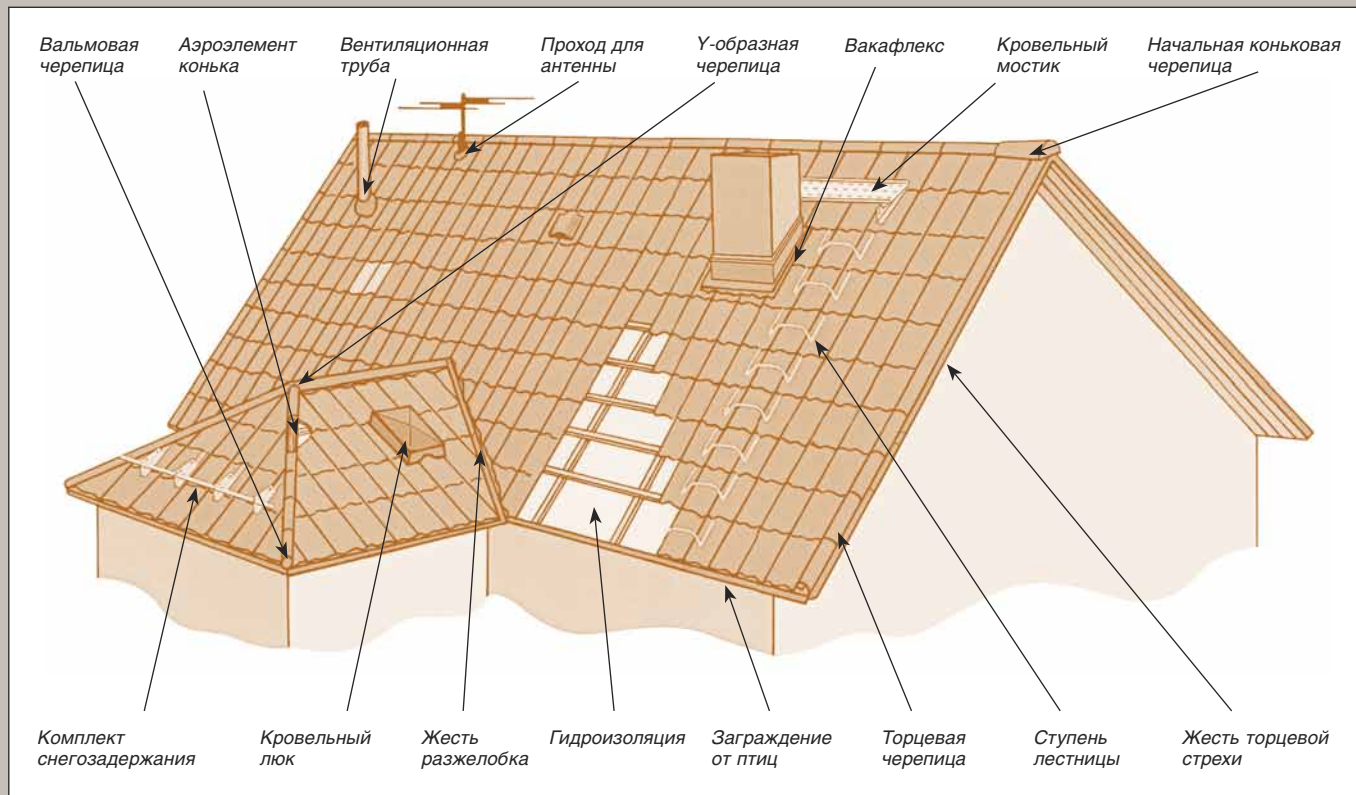 Вальмовая
черепица
Аэроэлемент
конька
Вентиляционная
труба
Проход для
антенны
Y-образная
черепица
Вакафлекс
Кровельный
мостик
Начальная коньковая
черепица
Комплект
снегозадержания
Кровельный
люк
Жесть
разжелобка
Гидроизоляция
Заграждение
от птиц
Торцевая
черепица
Ступень
лестницы
Жесть торцевой
стрехи